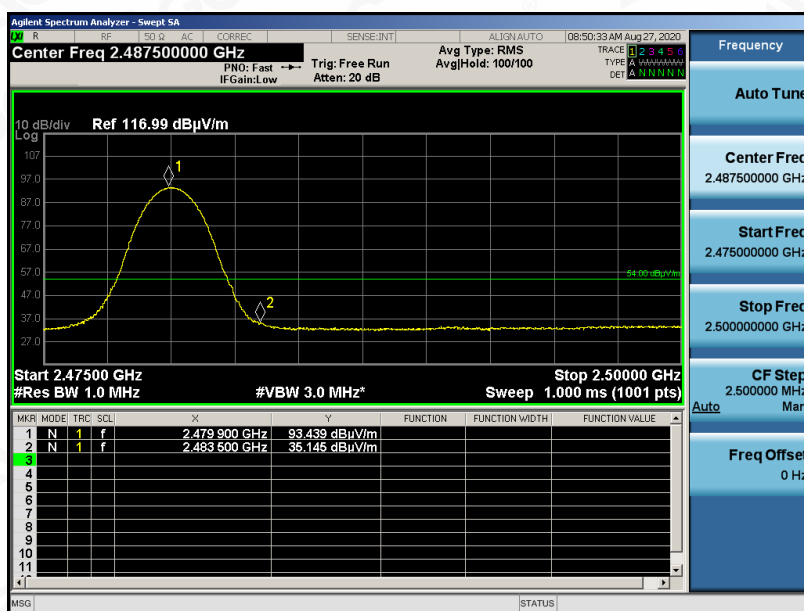 Agilent Spectrum Analyzer - Swept SA
LXI R RF 50 Ω AC CORREC SENSE:INT ALIGN AUTO 08:50:33 AM Aug 27, 2020
Center Freq 2.487500000 GHz
PNO: Fast
IFGain:Low
Trig: Free Run
Atten: 20 dB
Avg Type: RMS
Avg|Hold: 100/100
TRACE 1 2 3 4 5 6
TYPE A WWWWW
DET A N N N N N
10 dB/div
Log
Ref 116.99 dBµV/m
107
97.0
87.0
77.0
67.0
57.0
47.0
37.0
27.0
1
2
54.00 dBµV/m
Start 2.47500 GHz
Stop 2.50000 GHz
#Res BW 1.0 MHz
#VBW 3.0 MHz*
Sweep 1.000 ms (1001 pts)
MKR MODE TRC SCL X Y FUNCTION FUNCTION WIDTH FUNCTION VALUE
1 N 1 f 2.479 900 GHz 93.439 dBµV/m
2 N 1 f 2.483 500 GHz 35.145 dBµV/m
3
4
5
6
7
8
9
10
11
MSG
STATUS
Frequency
Auto Tune
Center Freq
2.487500000 GHz
Start Freq
2.475000000 GHz
Stop Freq
2.500000000 GHz
CF Step
2.500000 MHz
Auto Man
Freq Offset
0 Hz